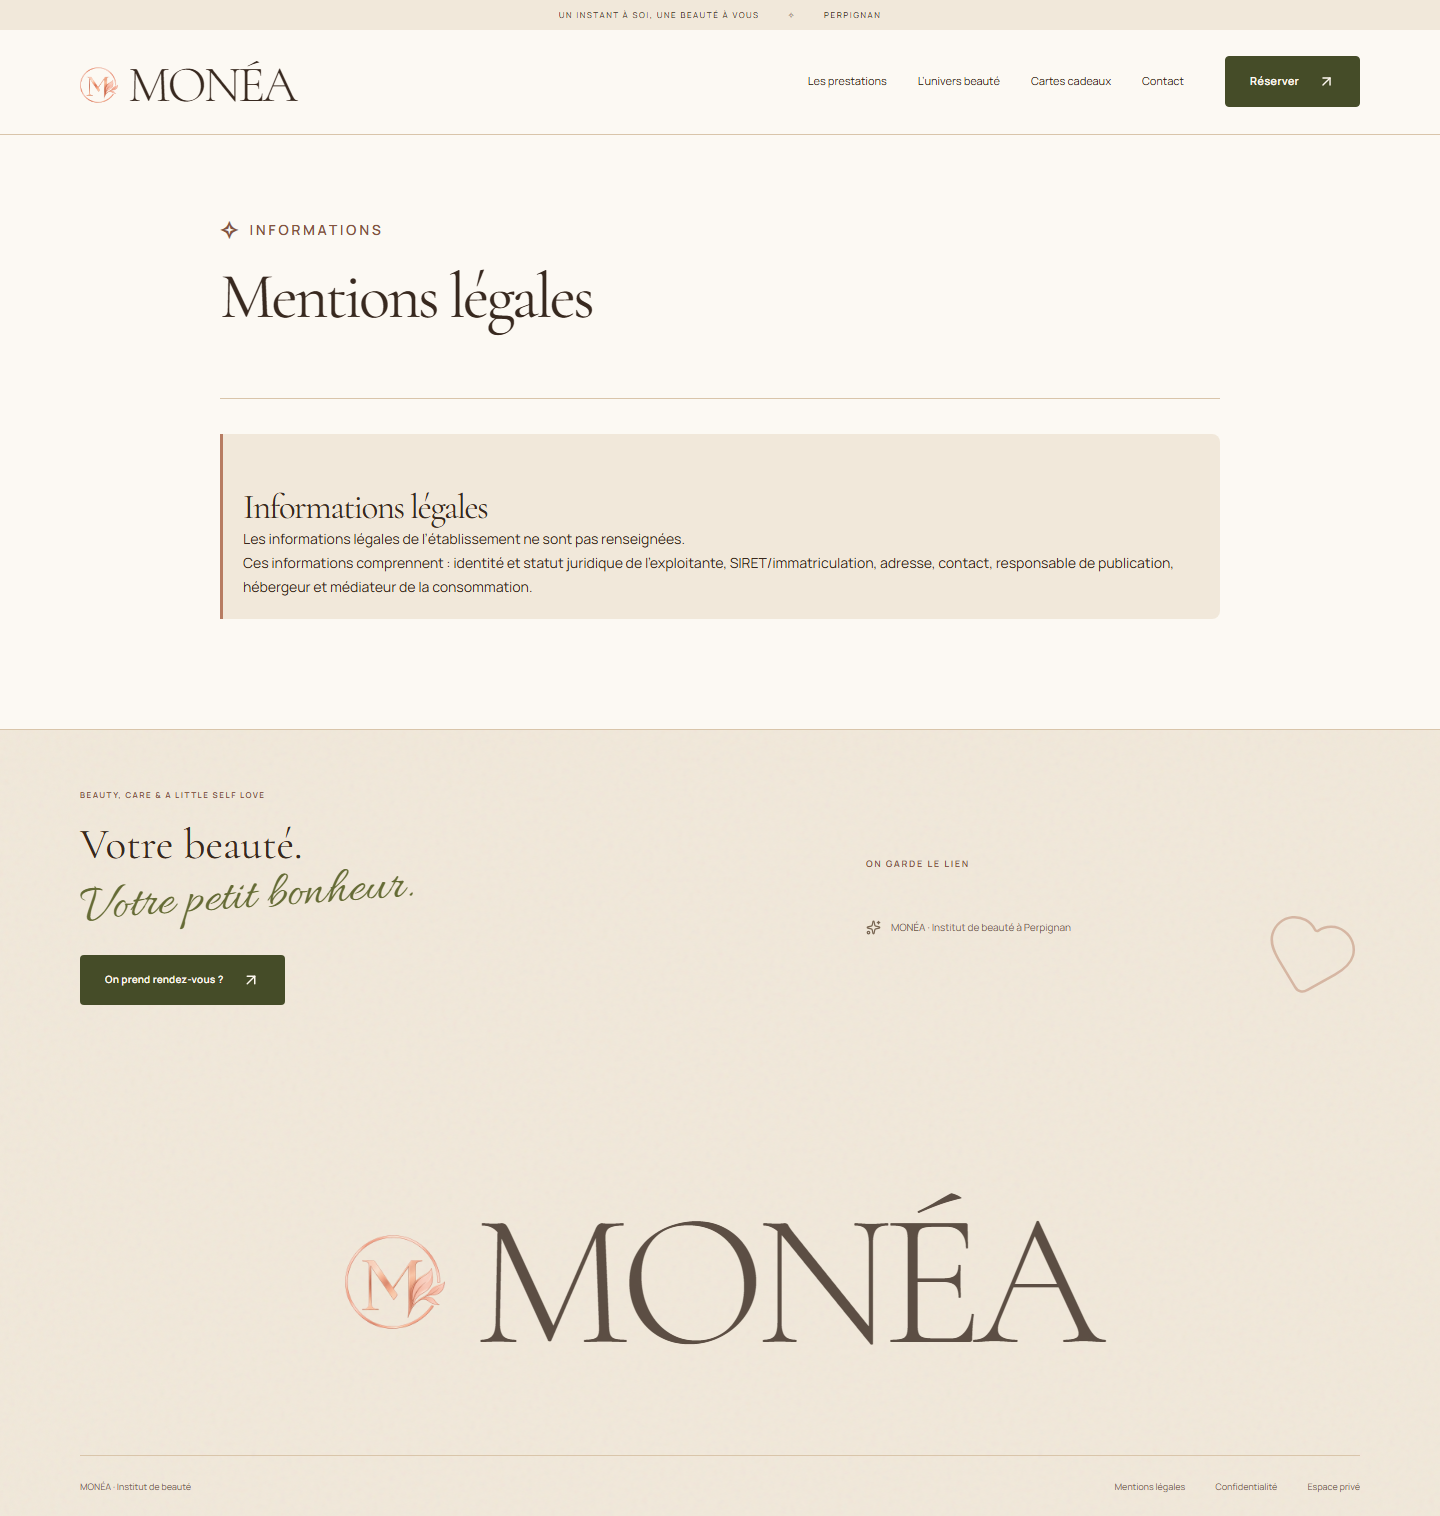 UN INSTANT À SOI, UNE BEAUTÉ À VOUS ✧ PERPIGNAN
MONÉA
Les prestations L'univers beauté Cartes cadeaux Contact Réserver
INFORMATIONS
Mentions légales
Informations légales
Les informations légales de l'établissement ne sont pas renseignées.
Ces informations comprennent : identité et statut juridique de l'exploitante, SIRET/immatriculation, adresse, contact, responsable de publication,
hébergeur et médiateur de la consommation.
BEAUTY, CARE & A LITTLE SELF LOVE
Votre beauté.
Votre petit bonheur.
On prend rendez-vous ?
ON GARDE LE LIEN
MONÉA · Institut de beauté à Perpignan
M MONÉA
MONÉA · Institut de beauté
Mentions légales Confidentialité Espace privé